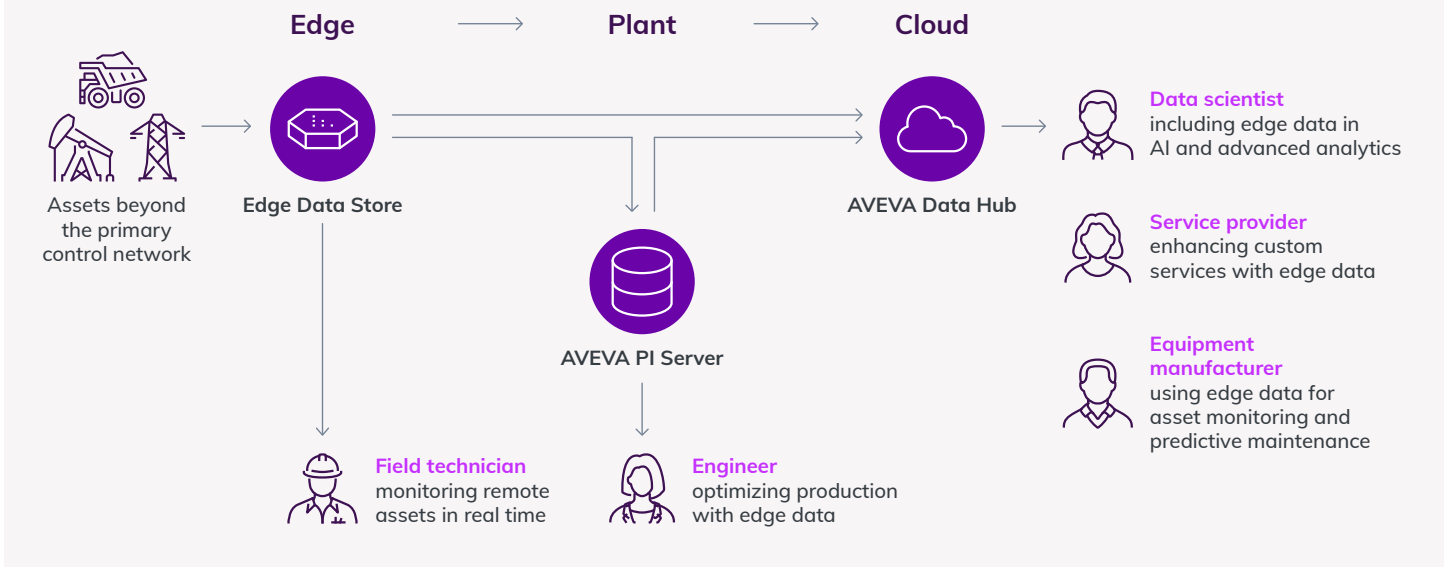 Edge
Plant
Cloud
Assets beyond
the primary
control network
Edge Data Store
AVEVA PI Server
AVEVA Data Hub
Data scientist
including edge data in
AI and advanced analytics
Service provider
enhancing custom
services with edge data
Equipment
manufacturer
using edge data for
asset monitoring and
predictive maintenance
Field technician
monitoring remote
assets in real time
Engineer
optimizing production
with edge data